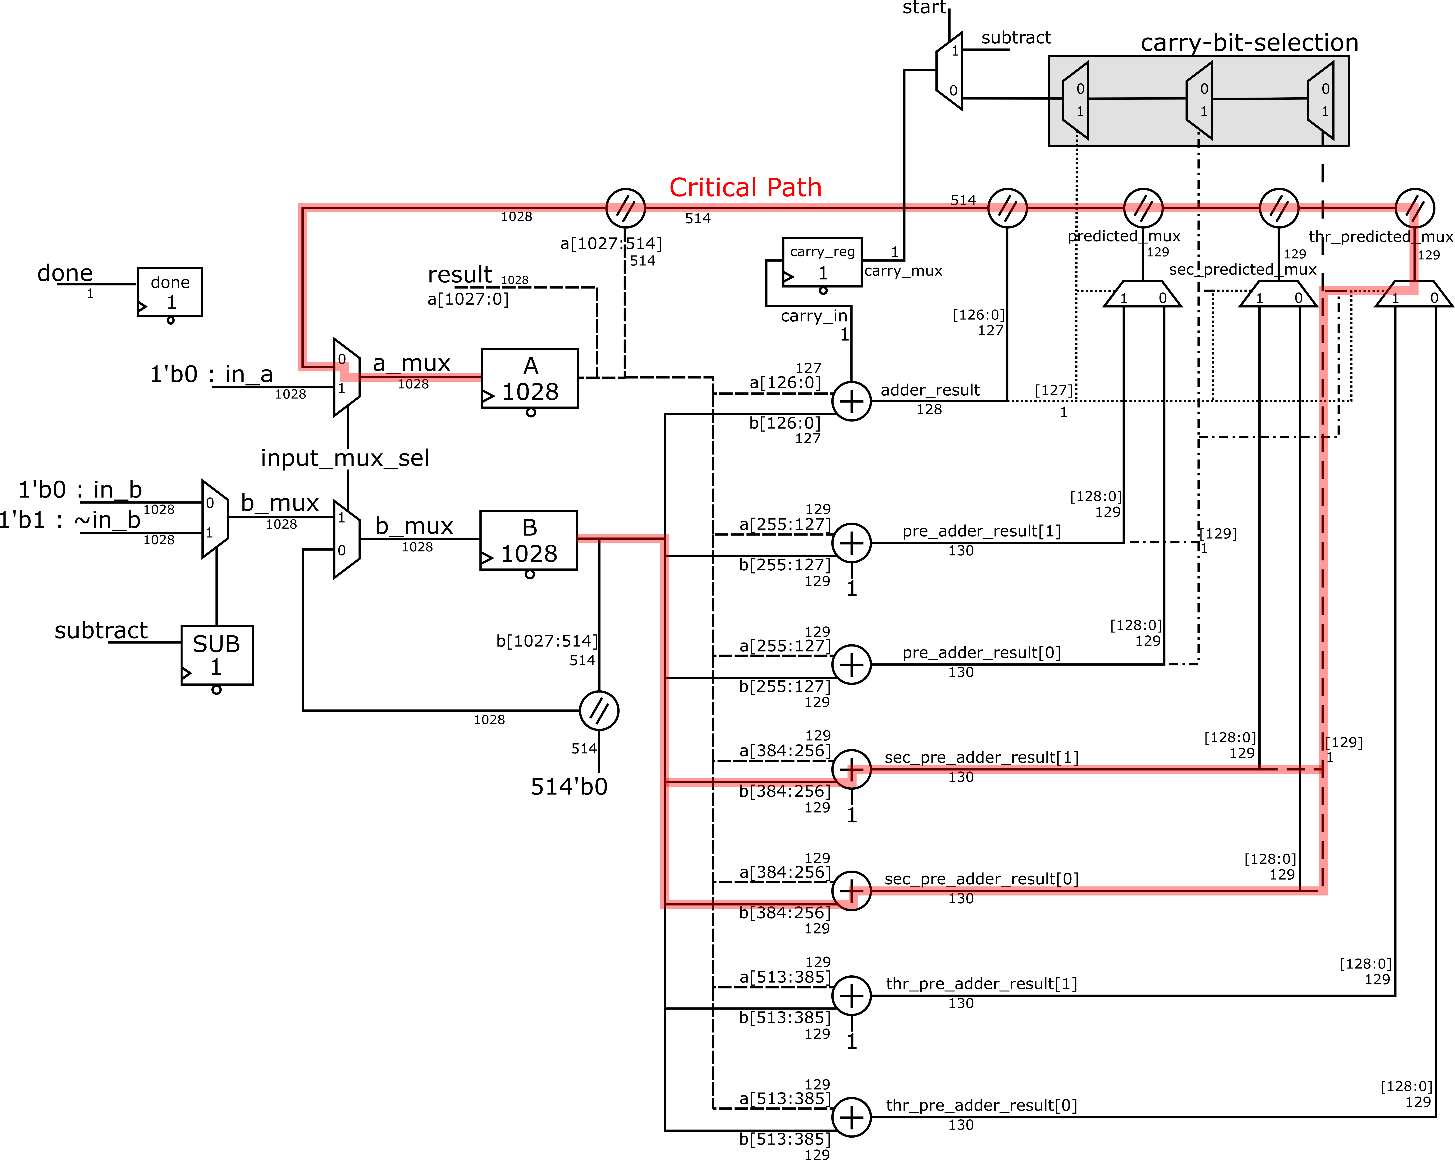 start
subtract
1
0
carry-bit-selection
0
1
0
1
0
1
Critical Path
1028
514
514
a[1027:514]
514
predicted_mux
129
sec_predicted_mux
129
thr_predicted_mux
129
carry_reg
1
1
carry_mux
carry_in
1
done
1
done
1
result 1028
a[1027:0]
[126:0]
127
1 0
1 0
1 0
0
1
a_mux
1028
A
1028
1'b0 : in_a
1028
127
a[126:0]
b[126:0]
127
adder_result
128
[127]
1
input_mux_sel
1'b0 : in_b
1028
1'b1 : ~in_b
1028
0
1
b_mux
1028
1
0
b_mux
1028
B
1028
129
a[255:127]
b[255:127]
129
1
pre_adder_result[1]
130
[128:0]
129
[129]
1
subtract
SUB
1
b[1027:514]
514
1028
514
514'b0
129
a[255:127]
b[255:127]
129
pre_adder_result[0]
130
[128:0]
129
129
a[384:256]
b[384:256]
129
1
sec_pre_adder_result[1]
130
[128:0]
129
[129]
1
129
a[384:256]
b[384:256]
129
sec_pre_adder_result[0]
130
[128:0]
129
129
a[513:385]
b[513:385]
129
1
thr_pre_adder_result[1]
130
[128:0]
129
129
a[513:385]
b[513:385]
129
thr_pre_adder_result[0]
130
[128:0]
129